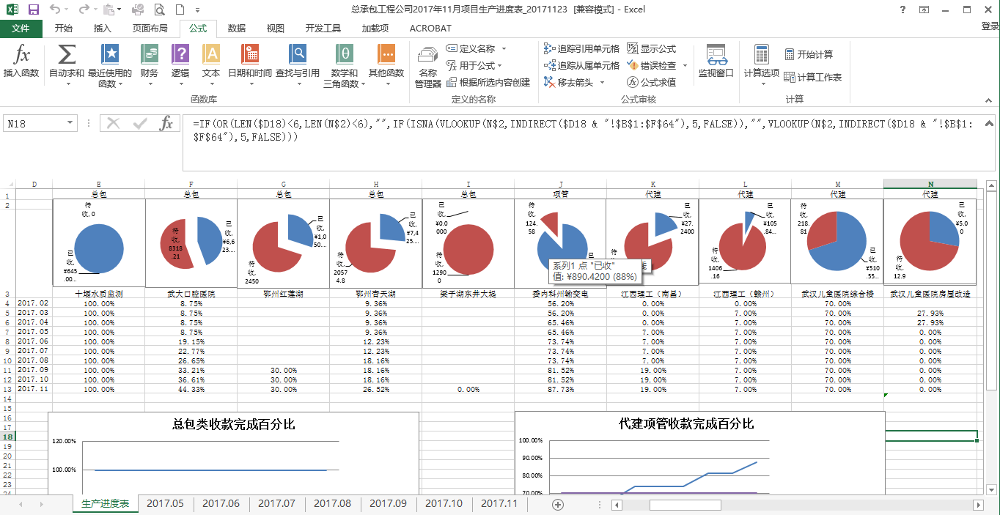 总承包工程公司2017年11月项目生产进度表_20171123 [兼容模式] - Excel
文件 开始 插入 页面布局 公式 数据 视图 开发工具 加载项 ACROBAT 登录
插入函数 自动求和 最近使用的函数 财务 逻辑 文本 日期和时间 查找与引用 数学和三角函数 其他函数 名称管理器 定义名称 用于公式 根据所选内容创建 追踪引用单元格 追踪从属单元格 移去箭头 显示公式 错误检查 公式求值 监视窗口 计算选项 开始计算 计算工作表
函数库 定义的名称 公式审核 计算
N18
=IF(OR(LEN($D18)<6,LEN(N$2)<6),"",IF(ISNA(VLOOKUP(N$2,INDIRECT($D18 & "!$B$1:$F$64"),5,FALSE)),"",VLOOKUP(N$2,INDIRECT($D18 & "!$B$1:
$F$64"),5,FALSE)))
D E F G H I J K L M N
1 总包 总包 总包 总包 总包 项管 代建 代建 代建 代建
2
待收, 0
已收, ¥645.00...
待收, 8318.21
已收, ¥6,623....
已收, ¥1,050...
待收, 2450
已收, ¥7,425....
待收, 20574.8
已收, ¥0.0000
待收, 12900
待收, 124.58
已
系列1 点 "已收"
值: ¥890.4200 (88%)
已收, ¥27.2400
已收, ¥105.84...
待收, 1406.16
待收, 218.81
已收, ¥510.55...
已收, ¥5.00
待收, 12.9
3 十堰水质监测 武大口腔医院 鄂州红莲湖 鄂州青天湖 梁子湖东井大堤 委内科州输变电 江西理工（南昌） 江西理工（赣州） 武汉儿童医院综合楼 武汉儿童医院房屋改造
4 2017.02 100.00% 8.75% 9.36% 56.20% 0.00% 0.00% 70.00%
5 2017.03 100.00% 8.75% 9.36% 56.20% 0.00% 7.00% 70.00% 27.93%
6 2017.04 100.00% 8.75% 9.36% 65.46% 0.00% 7.00% 70.00% 27.93%
7 2017.05 100.00% 8.75% 9.36% 65.46% 7.00% 7.00% 70.00% 0.00%
8 2017.06 100.00% 19.15% 12.23% 73.74% 7.00% 7.00% 70.00% 0.00%
9 2017.07 100.00% 22.77% 12.23% 73.74% 7.00% 7.00% 70.00% 0.00%
10 2017.08 100.00% 26.65% 18.16% 73.74% 7.00% 7.00% 70.00% 0.00%
11 2017.09 100.00% 33.21% 30.00% 18.16% 81.52% 19.00% 7.00% 70.00% 0.00%
12 2017.10 100.00% 36.61% 30.00% 18.16% 81.52% 19.00% 7.00% 70.00% 0.00%
13 2017.11 100.00% 44.33% 30.00% 26.52% 0.00% 87.73% 19.00% 7.00% 70.00% 0.00%
14
15
16
17
18
19
20
21
22
23
24
总包类收款完成百分比
120.00%
100.00%
代建项管收款完成百分比
100.00%
90.00%
80.00%
70.00%
生产进度表 2017.05 2017.06 2017.07 2017.08 2017.09 2017.10 2017.11